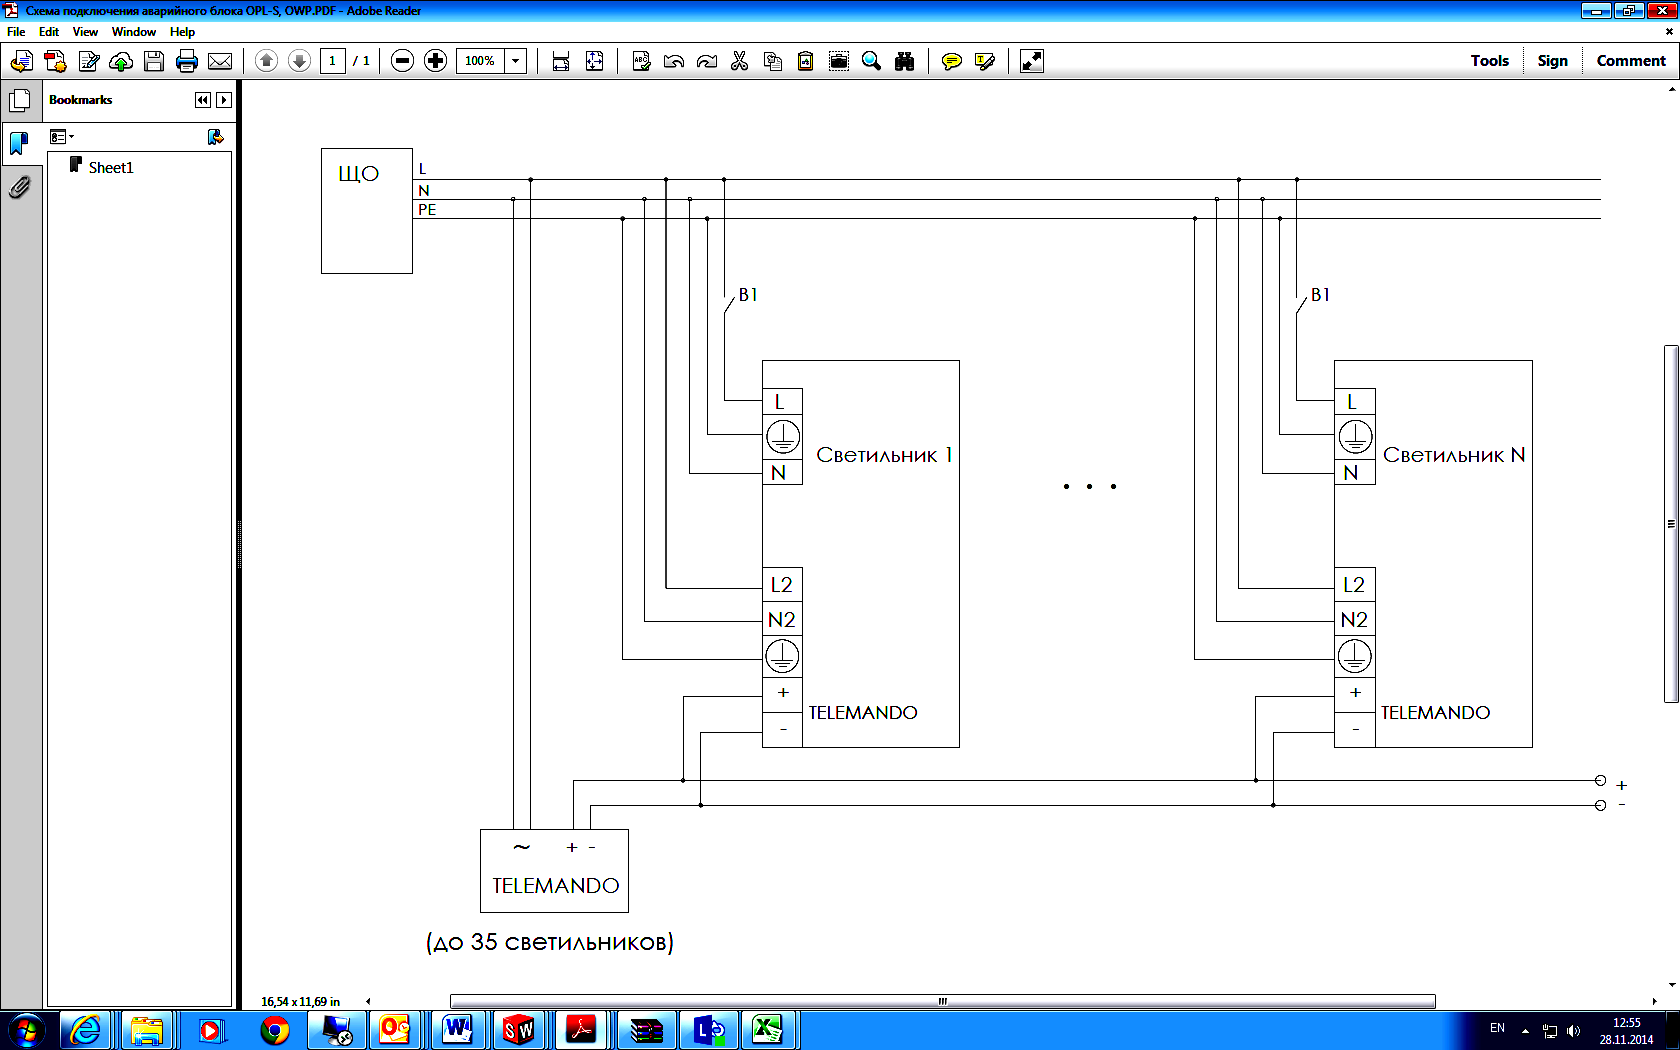 Схема подключения аварийного блока OPL-S, OWP.PDF - Adobe Reader
File Edit View Window Help
1 / 1 100% Tools Sign Comment
Bookmarks
Sheet1
ЩО
L
N
PE
B1
B1
L
N
Светильник 1
L2
N2
+
-
TELEMANDO
. . .
L
N
Светильник N
L2
N2
+
-
TELEMANDO
+
-
~ + -
TELEMANDO
(до 35 светильников)
16,54 x 11,69 in
EN
12:55
28.11.2014